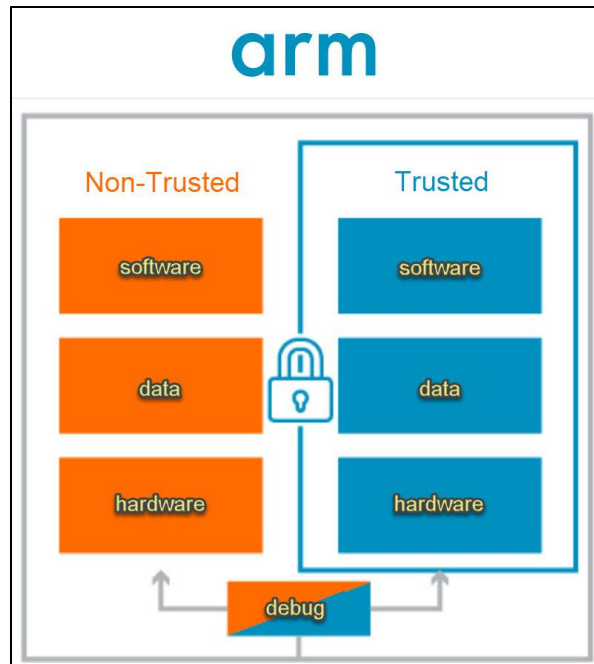 arm
Non-Trusted
Trusted
software
software
data
data
hardware
hardware
debug